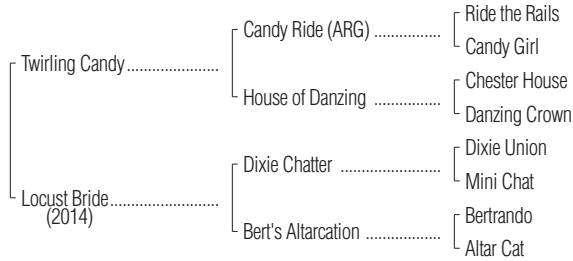 Ride the Rails
Candy Ride (ARG) ................
Candy Girl
Twirling Candy ......................
Chester House
House of Danzing ................
Danzing Crown
Dixie Union
Dixie Chatter ........................
Mini Chat
Locust Bride ..........................
(2014)
Bertrando
Bert's Altarcation ..................
Altar Cat